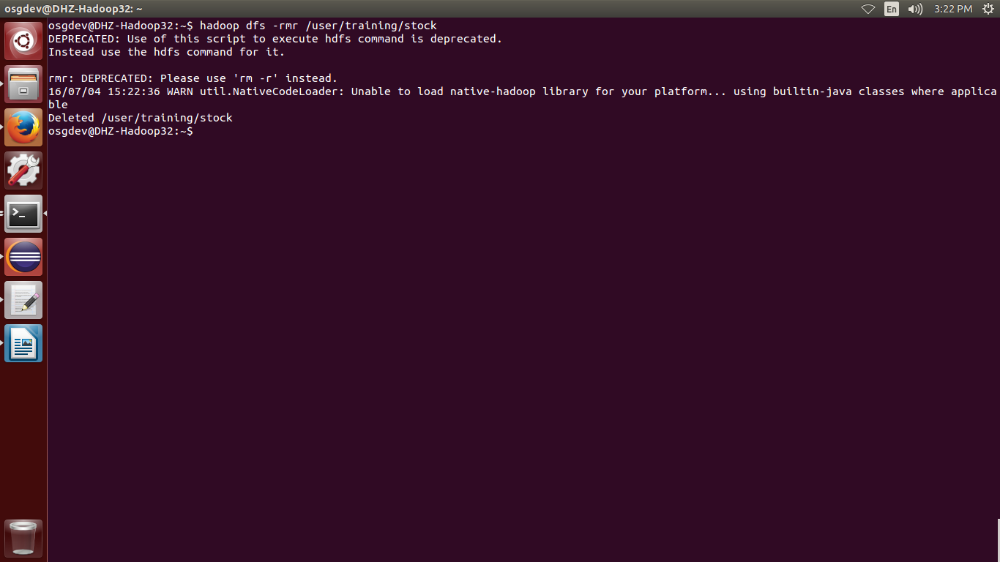 osgdev@DHZ-Hadoop32: ~
En
3:22 PM
osgdev@DHZ-Hadoop32:~$ hadoop dfs -rmr /user/training/stock
DEPRECATED: Use of this script to execute hdfs command is deprecated.
Instead use the hdfs command for it.
rmr: DEPRECATED: Please use 'rm -r' instead.
16/07/04 15:22:36 WARN util.NativeCodeLoader: Unable to load native-hadoop library for your platform... using builtin-java classes where applica
ble
Deleted /user/training/stock
osgdev@DHZ-Hadoop32:~$